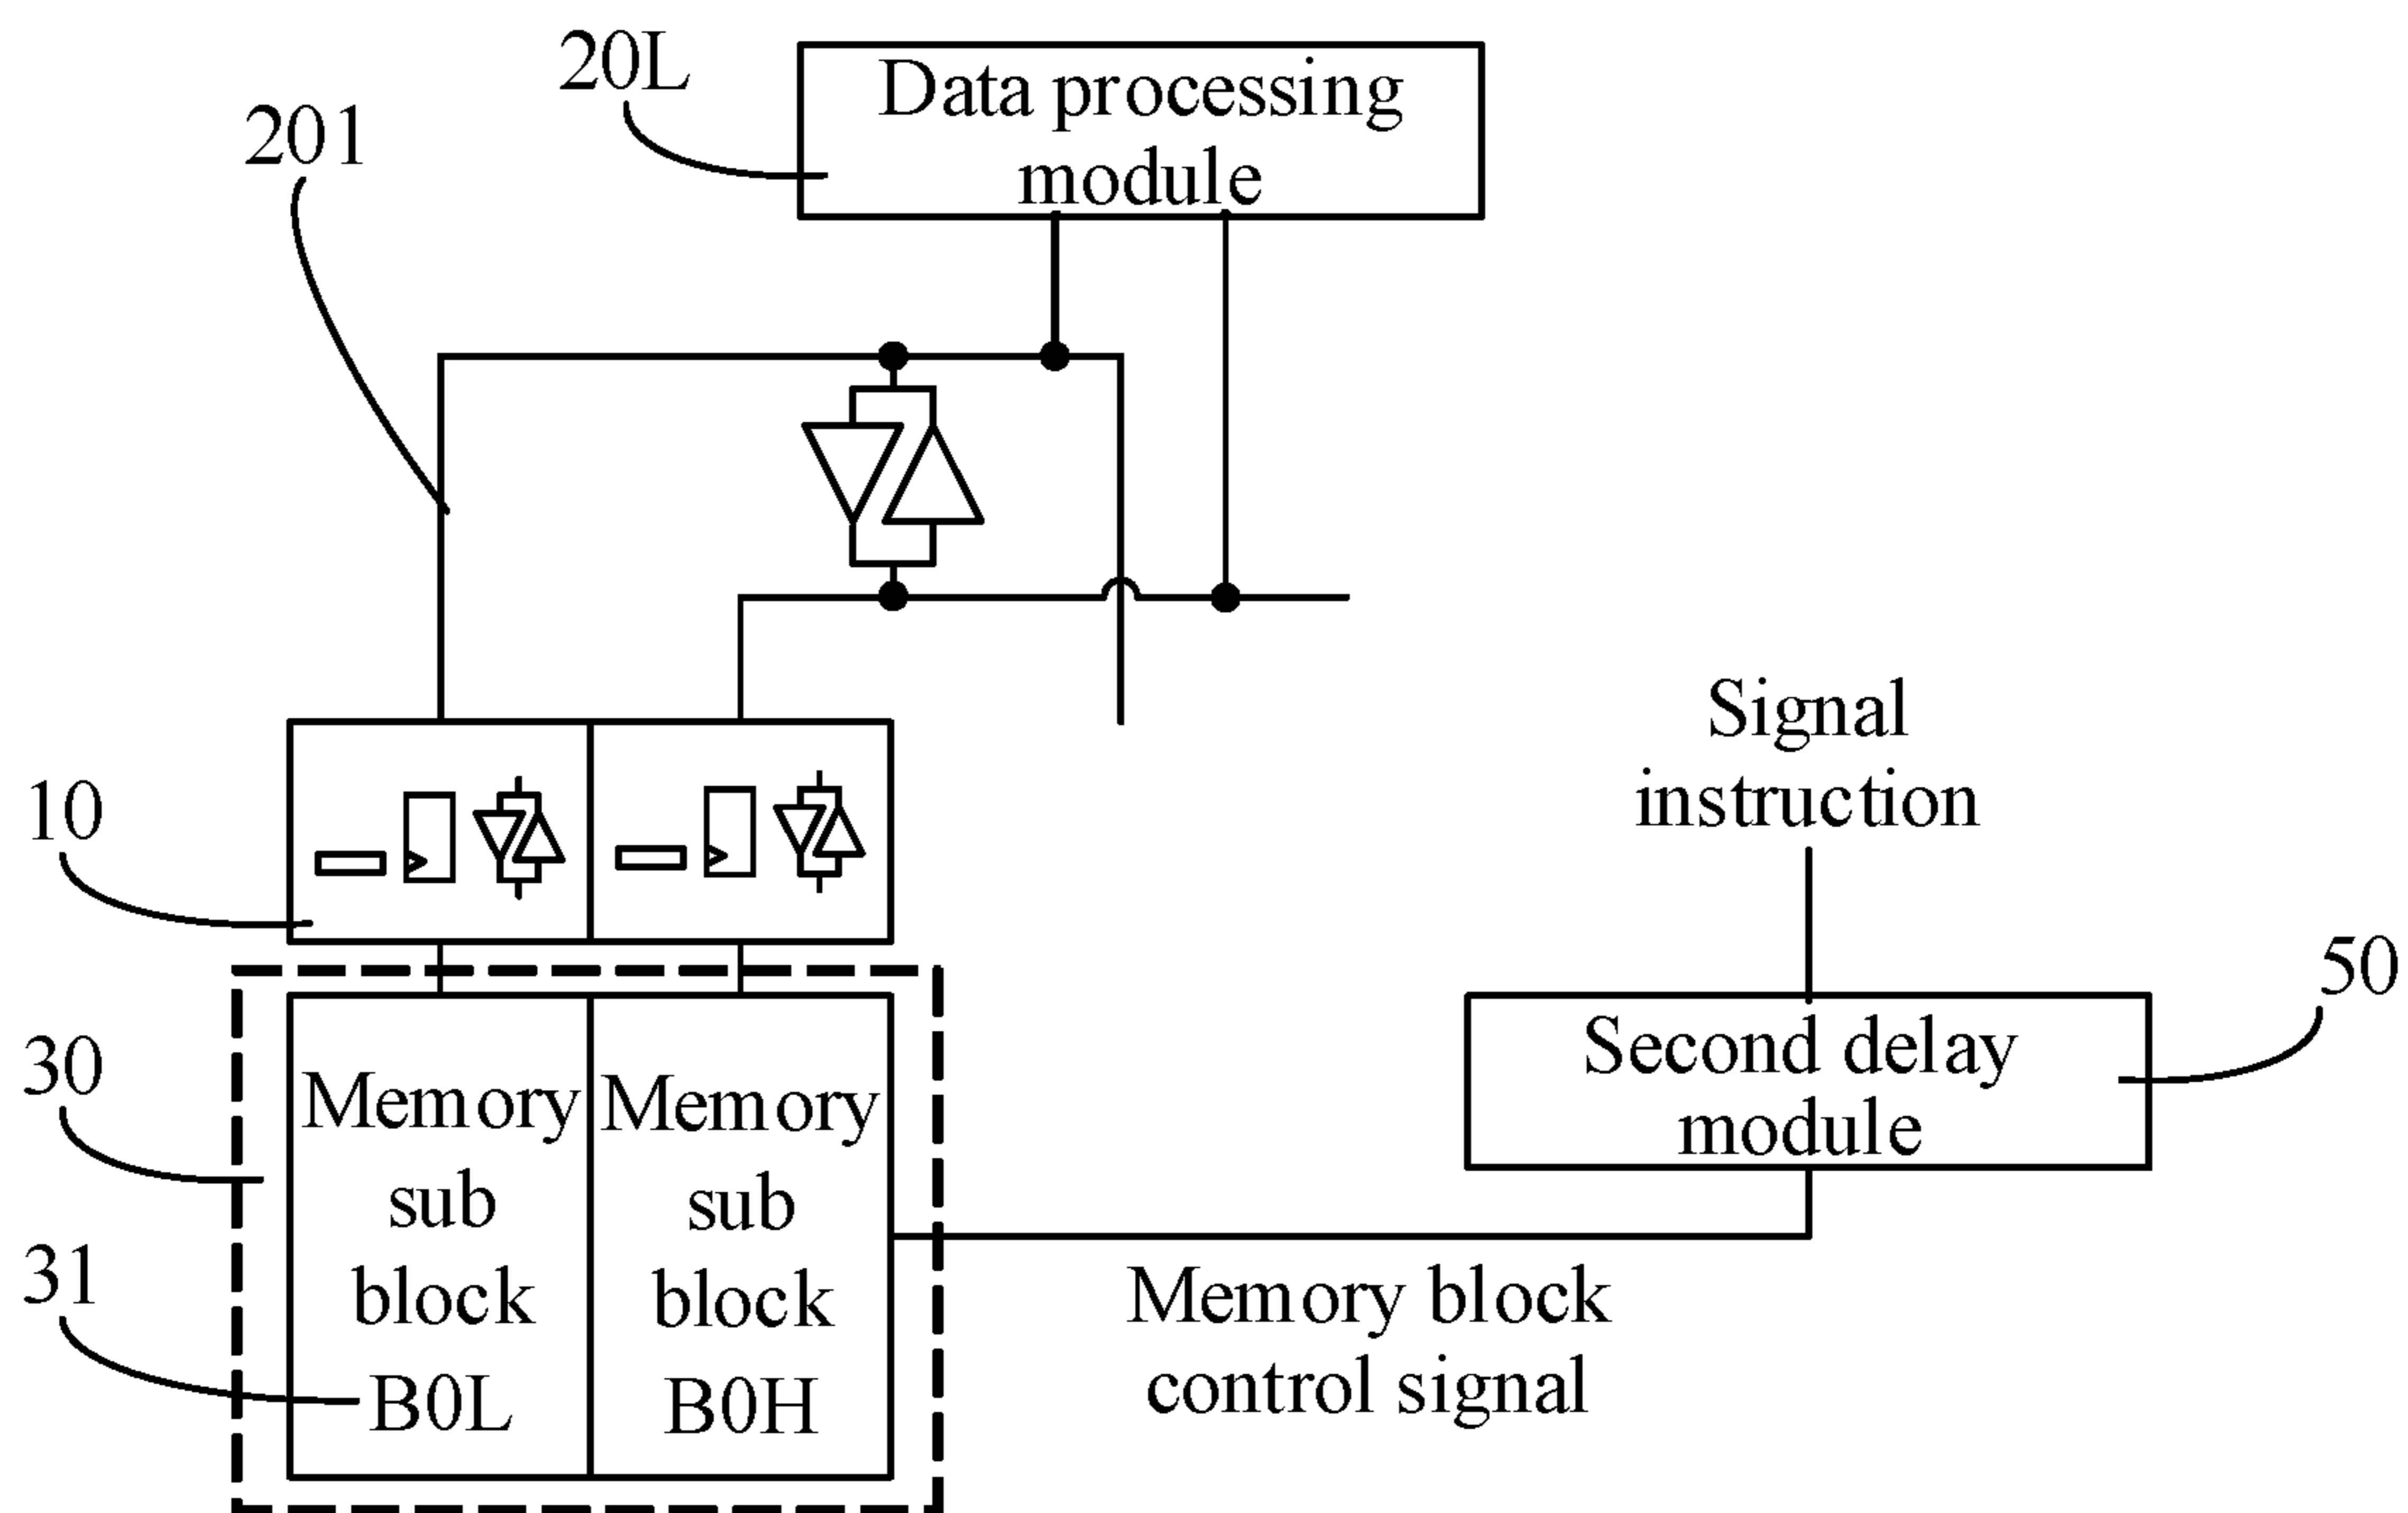 20L
Data processing
module
201
Signal
instruction
10
50
Second delay
module
30
Memory
sub
block
B0L
Memory
sub
block
B0H
31
Memory block
control signal